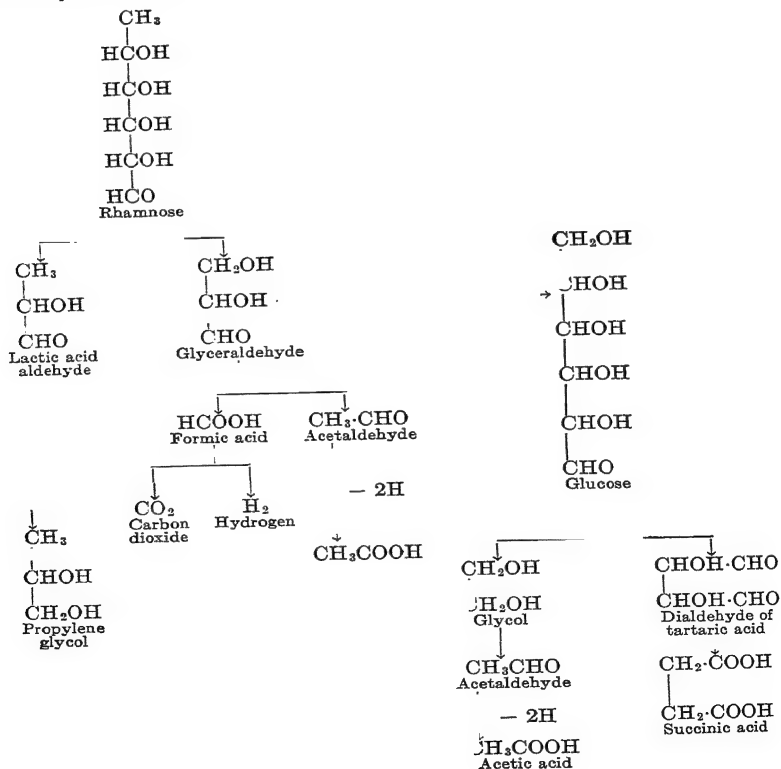 CH₃
HCOH
HCOH
HCOH
HCOH
HCO
Rhamnose
CH₃
CHOH
CHO
Lactic acid
aldehyde
CH₂OH
CHOH
CHO
Glyceraldehyde
HCOOH
Formic acid
CH₃·CHO
Acetaldehyde
CO₂
Carbon
dioxide
H₂
Hydrogen
− 2H
CH₃COOH
CH₃
CHOH
CH₂OH
Propylene
glycol
CH₂OH
CHOH
CHOH
CHOH
CHOH
CHO
Glucose
CH₂OH
CH₂OH
Glycol
CH₃CHO
Acetaldehyde
− 2H
CH₃COOH
Acetic acid
CHOH·CHO
CHOH·CHO
Dialdehyde of
tartaric acid
CH₂·COOH
CH₂·COOH
Succinic acid